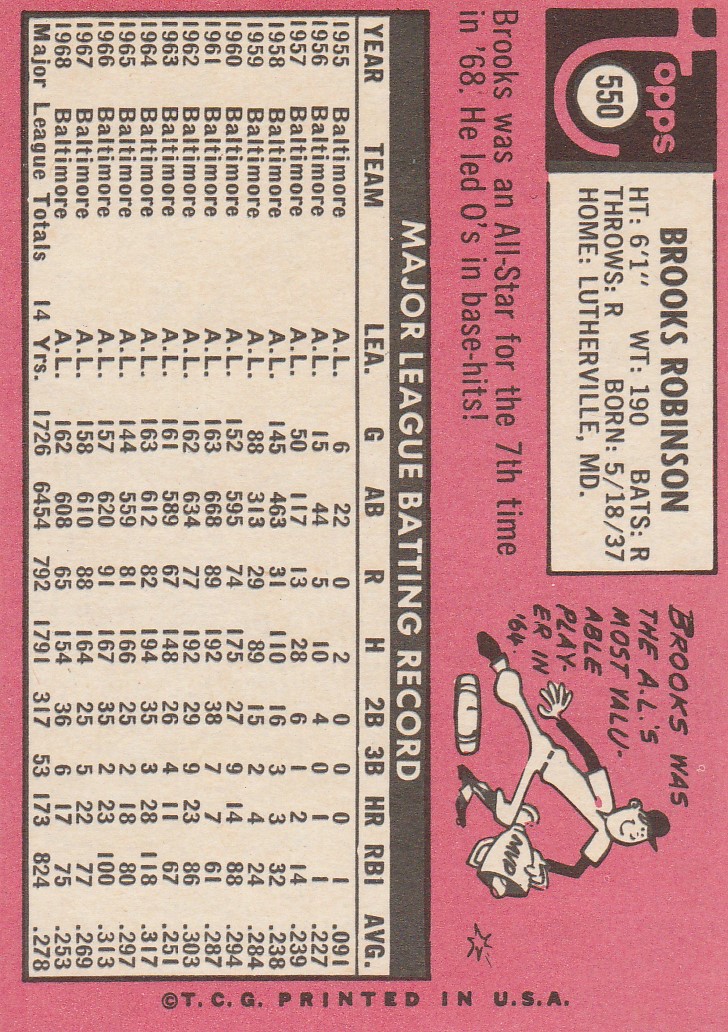 Topps
550
BROOKS ROBINSON
HT: 6'1" WT: 190 BATS: R
THROWS: R BORN: 5/18/37
HOME: LUTHERVILLE, MD.
Brooks was an All-Star for the 7th time
in '68. He led O's in base-hits!
BROOKS WAS
THE A.L.'S
MOST VALU-
ABLE
PLAY-
ER IN
'64.
MVP
MAJOR LEAGUE BATTING RECORD
YEAR TEAM LEA. G AB R H 2B 3B HR RBI AVG.
1955 Baltimore A.L. 6 22 0 2 0 0 0 1 .091
1956 Baltimore A.L. 15 44 5 10 4 0 1 1 .227
1957 Baltimore A.L. 50 117 13 28 6 1 2 14 .239
1958 Baltimore A.L. 145 463 31 110 16 3 3 32 .238
1959 Baltimore A.L. 88 313 29 89 15 2 4 24 .284
1960 Baltimore A.L. 152 595 74 175 27 9 14 88 .294
1961 Baltimore A.L. 163 668 89 192 38 7 7 61 .287
1962 Baltimore A.L. 162 634 77 192 29 9 23 86 .303
1963 Baltimore A.L. 161 589 67 148 26 4 11 67 .251
1964 Baltimore A.L. 163 612 82 194 35 3 28 118 .317
1965 Baltimore A.L. 144 559 81 166 25 2 18 80 .297
1966 Baltimore A.L. 157 620 91 167 35 2 23 100 .313
1967 Baltimore A.L. 158 610 88 164 25 5 22 77 .269
1968 Baltimore A.L. 162 608 65 154 36 6 17 75 .253
Major League Totals 14 Yrs. 1726 6454 792 1791 317 53 173 824 .278
©T.C.G. PRINTED IN U.S.A.